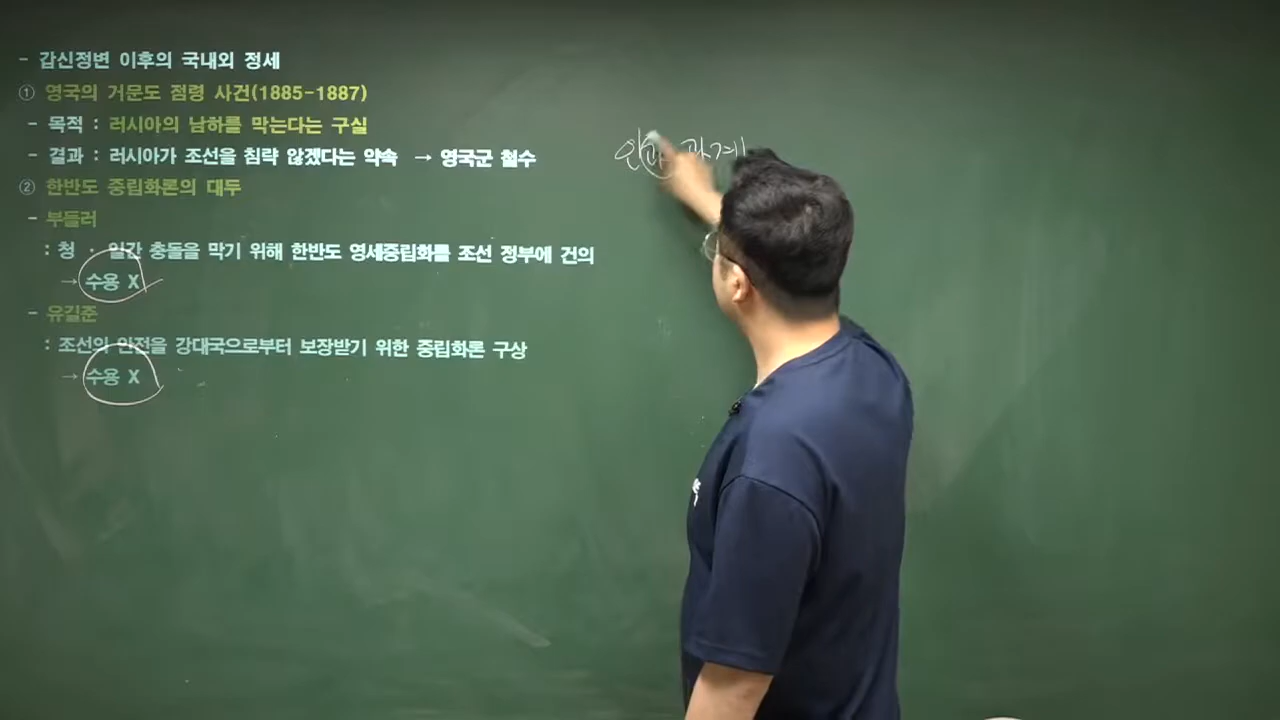 - 갑신정변 이후의 국내외 정세
① 영국의 거문도 점령 사건(1885-1887)
- 목적 : 러시아의 남하를 막는다는 구실
- 결과 : 러시아가 조선을 침략 않겠다는 약속 → 영국군 철수
② 한반도 중립화론의 대두
- 부들러
: 청 · 일간 충돌을 막기 위해 한반도 영세중립화를 조선 정부에 건의
→ 수용 X
- 유길준
: 조선의 안전을 강대국으로부터 보장받기 위한 중립화론 구상
→ 수용 X
인과 관계